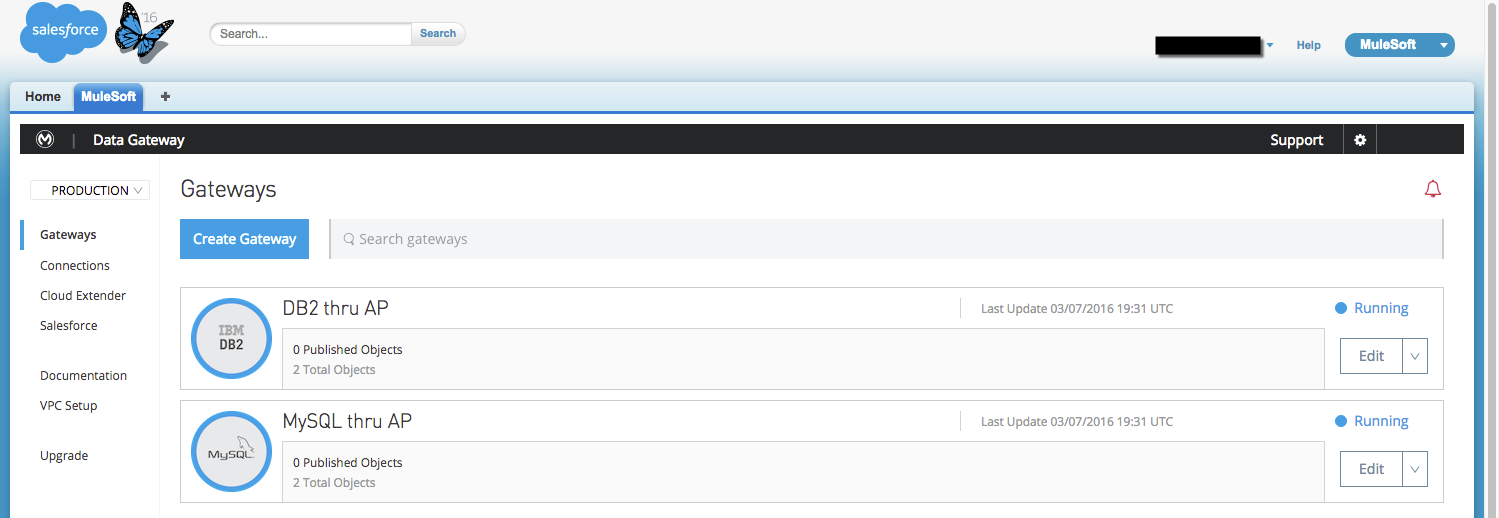 salesforce
'16
Search...
Search
Help
MuleSoft
Home
MuleSoft
+
Data Gateway
Support
PRODUCTION
Gateways
Create Gateway
Search gateways
Gateways
Connections
Cloud Extender
Salesforce
Documentation
VPC Setup
Upgrade
IBM
DB2
DB2 thru AP
Last Update 03/07/2016 19:31 UTC
Running
0 Published Objects
2 Total Objects
Edit
MySQL
MySQL thru AP
Last Update 03/07/2016 19:31 UTC
Running
0 Published Objects
2 Total Objects
Edit